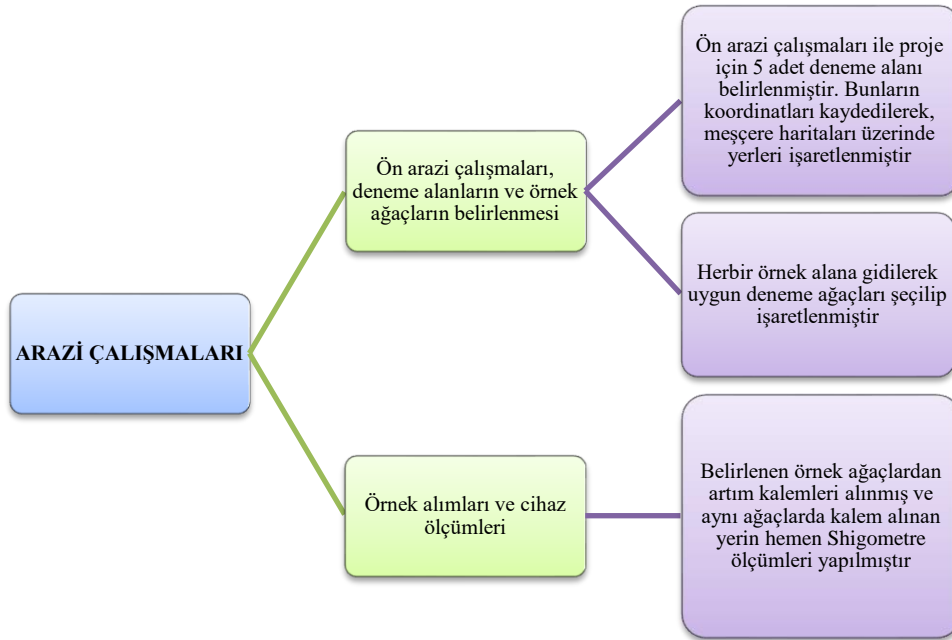 ARAZİ ÇALIŞMALARI
Ön arazi çalışmaları,
deneme alanların ve örnek
ağaçların belirlenmesi
Ön arazi çalışmaları ile proje
için 5 adet deneme alanı
belirlenmiştir. Bunların
koordinatları kaydedilerek,
meşçere haritaları üzerinde
yerleri işaretlenmiştir
Herbir örnek alana gidilerek
uygun deneme ağaçları şeçilip
işaretlenmiştir
Örnek alımları ve cihaz
ölçümleri
Belirlenen örnek ağaçlardan
artım kalemleri alınmış ve
aynı ağaçlarda kalem alınan
yerin hemen Shigometre
ölçümleri yapılmıştır